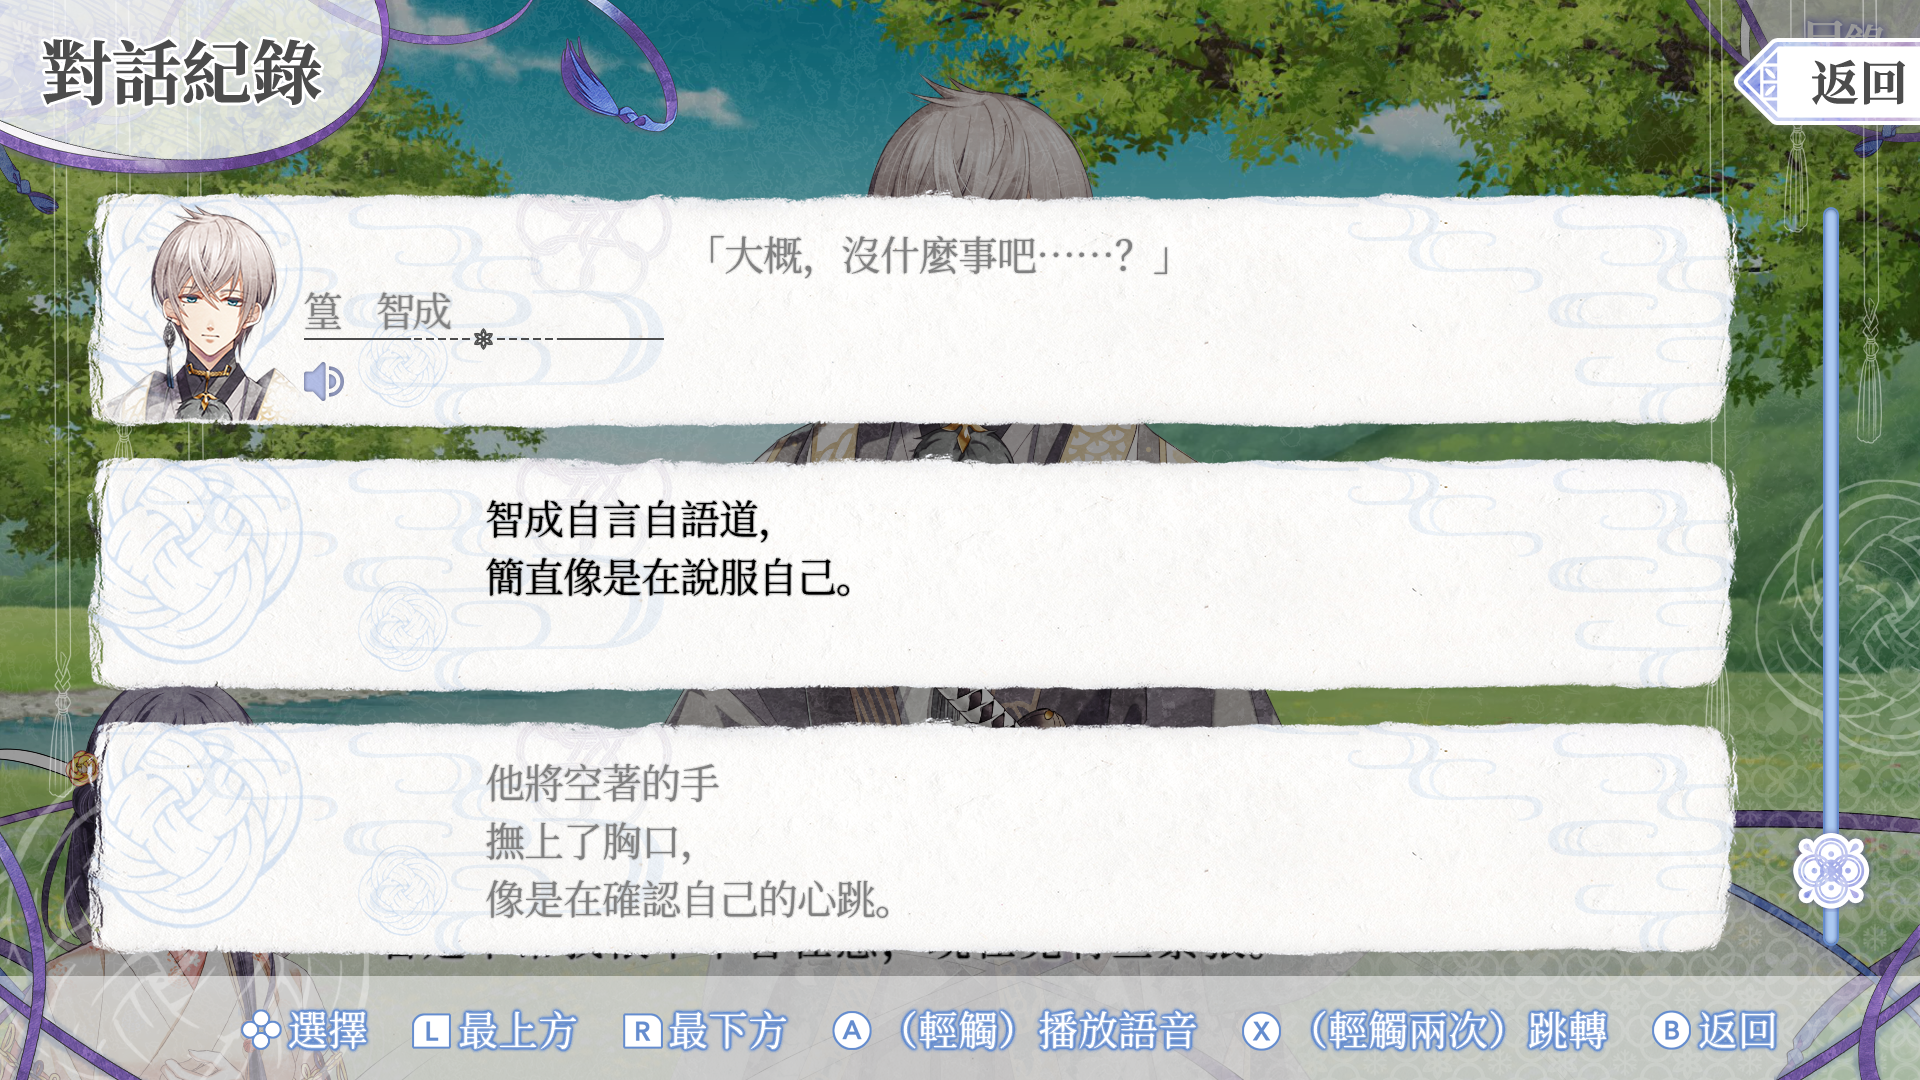 對話紀錄
返回
「大概，沒什麼事吧……？」
篁　智成
智成自言自語道，
簡直像是在說服自己。
他將空著的手
撫上了胸口，
像是在確認自己的心跳。
選擇
L 最上方
R 最下方
A （輕觸）播放語音
X （輕觸兩次）跳轉
B 返回